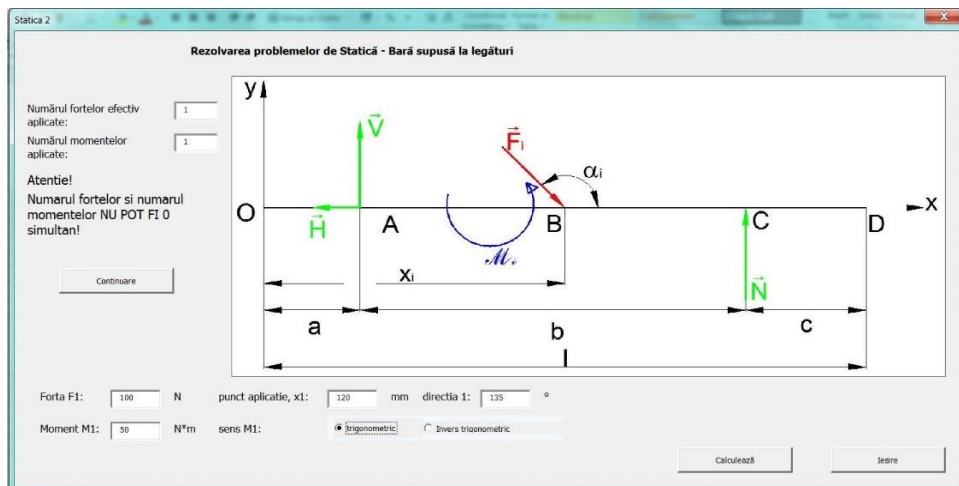 Statica 2
X
Rezolvarea problemelor de Statică - Bară supusă la legături
Numărul fortelor efectiv
aplicate:
1
Numărul momentelor
aplicate:
1
Atentie!
Numarul fortelor si numarul
momentelor NU POT FI 0
simultan!
Continuare
y
V
Fi
αi
O
H
A
B
C
D
x
Mi
xi
N
a
b
c
l
Forta F1: 100 N punct aplicatie, x1: 120 mm directia 1: 135 °
Moment M1: 50 N*m sens M1: trigonometric Invers trigonometric
Calculează Iesire